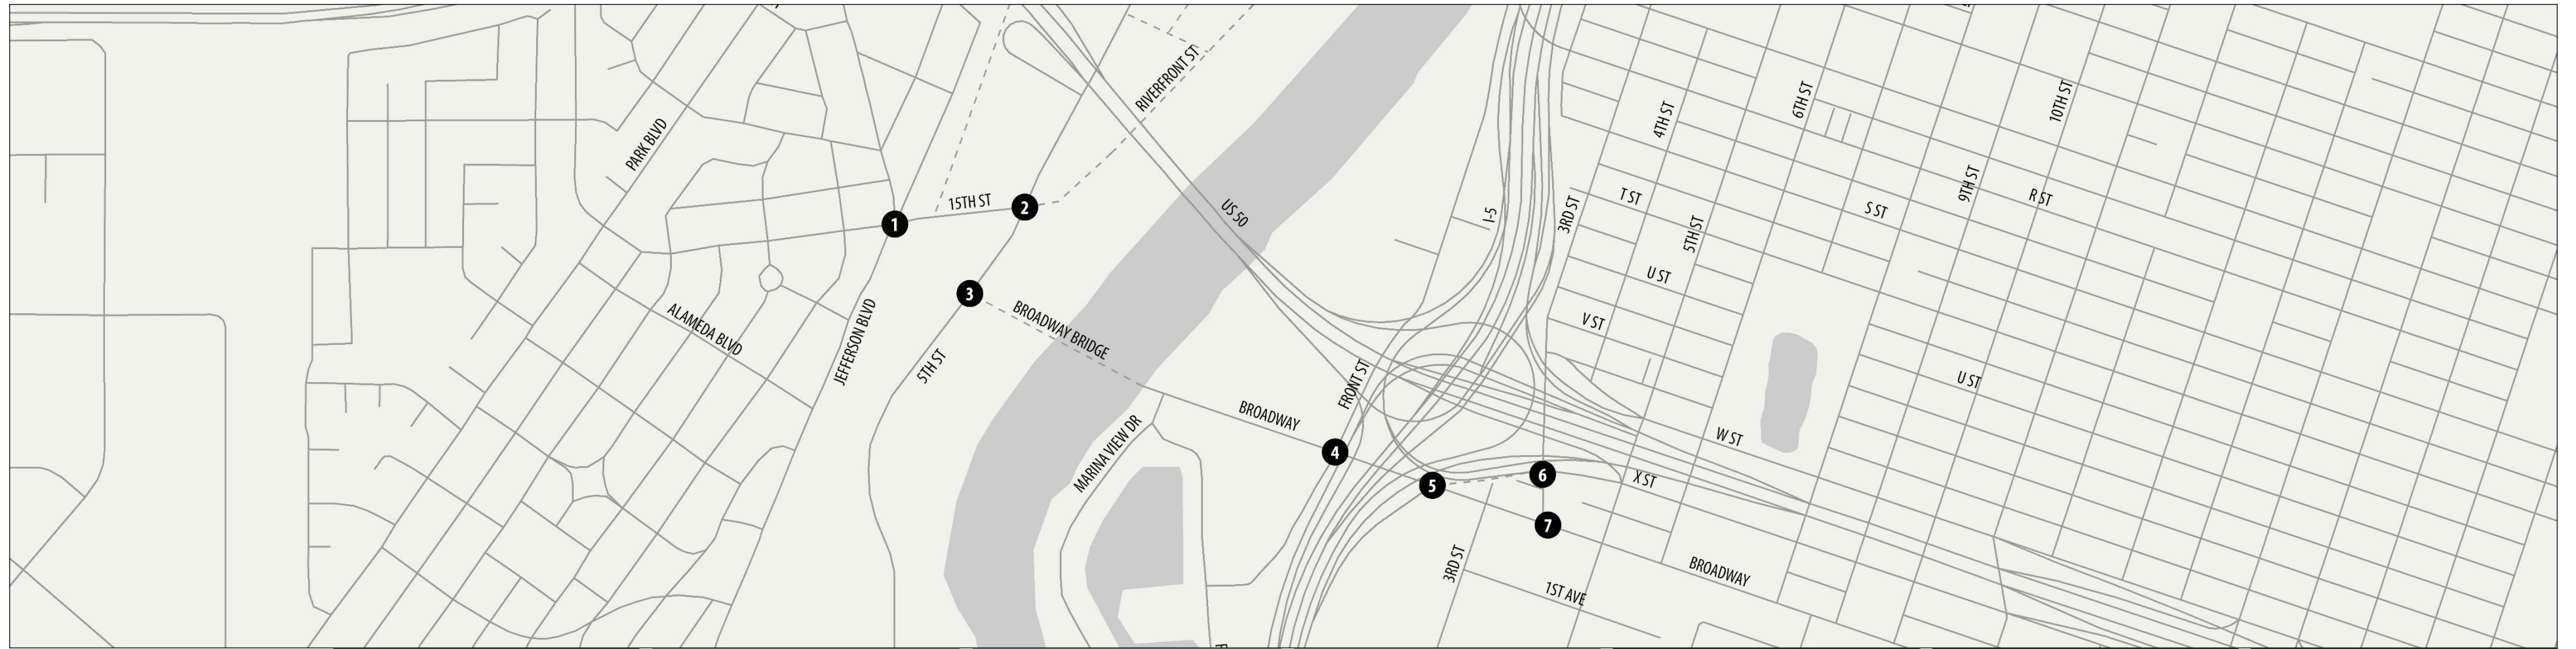 RIVERFRONT ST
10TH ST
6TH ST
4TH ST
PARK BLVD
9TH ST
R ST
T ST
15TH ST
2
S ST
US 50
I-5
3RD ST
1
5TH ST
U ST
3
BROADWAY BRIDGE
V ST
ALAMEDA BLVD
JEFFERSON BLVD
5TH ST
U ST
FRONT ST
BROADWAY
W ST
MARINA VIEW DR
4
6
X ST
5
7
3RD ST
BROADWAY
1ST AVE